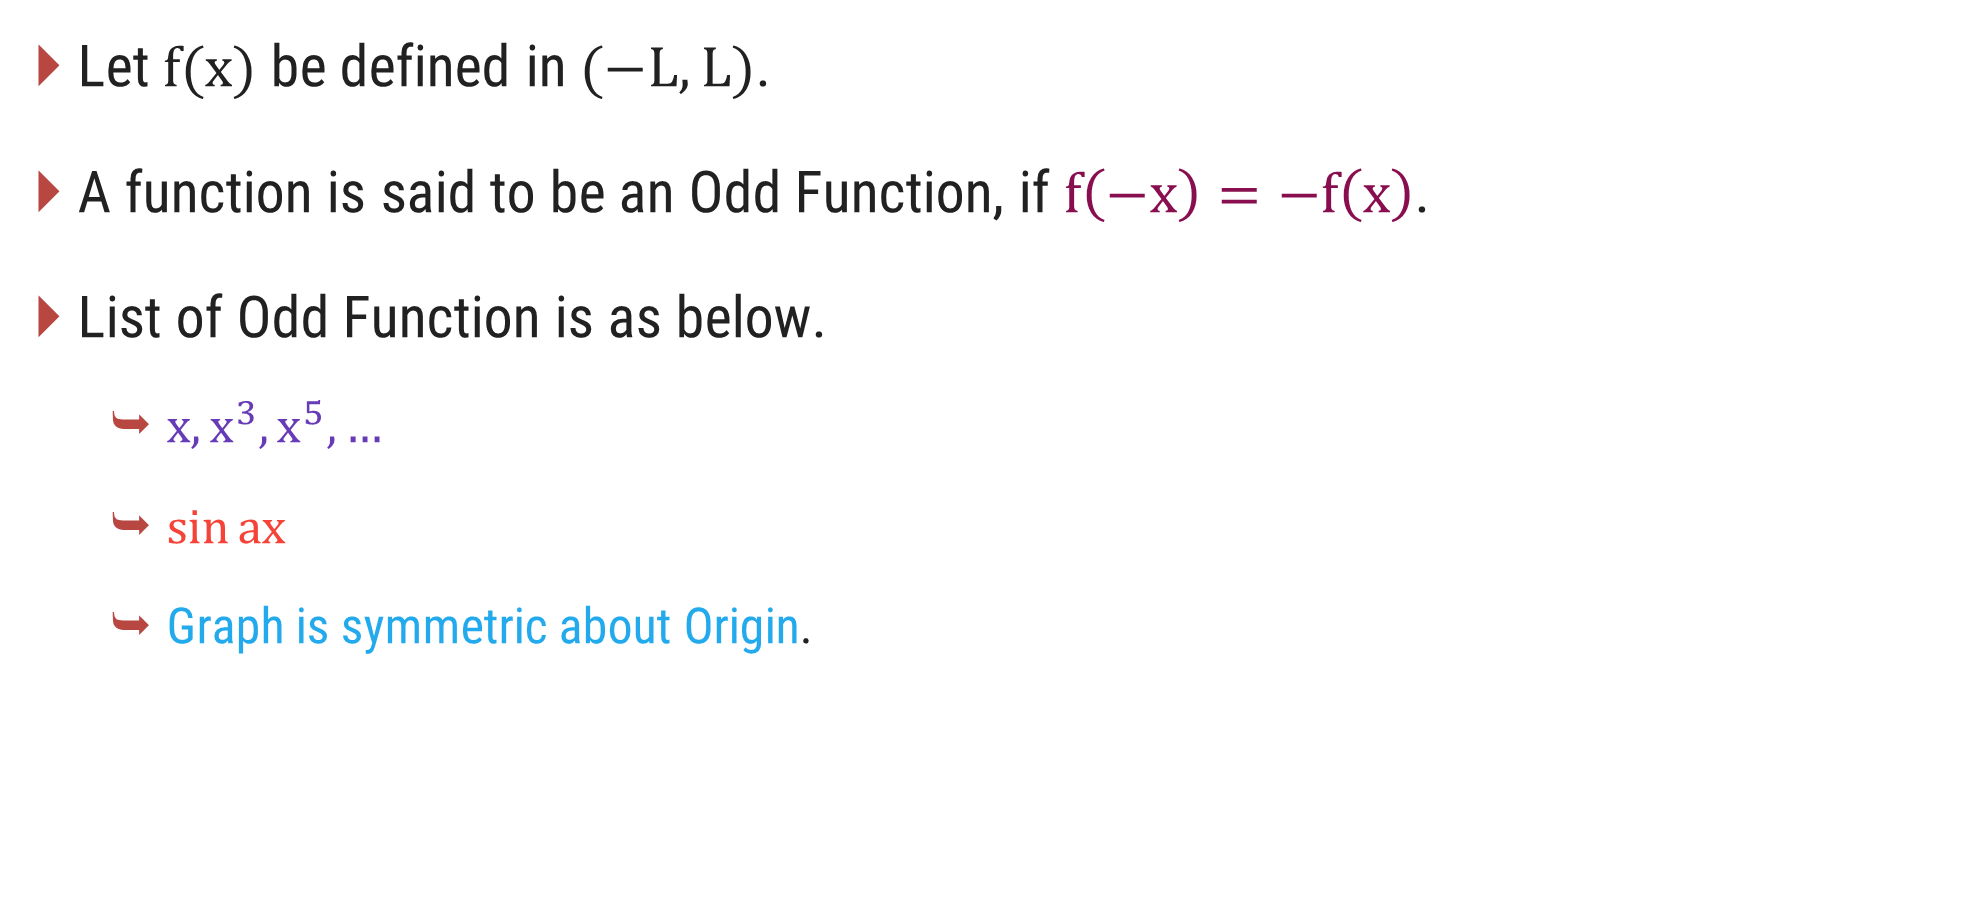 Let f(x) be defined in (−L, L).
A function is said to be an Odd Function, if f(−x) = −f(x).
List of Odd Function is as below.
x, x³, x⁵, …
sin ax
Graph is symmetric about Origin.